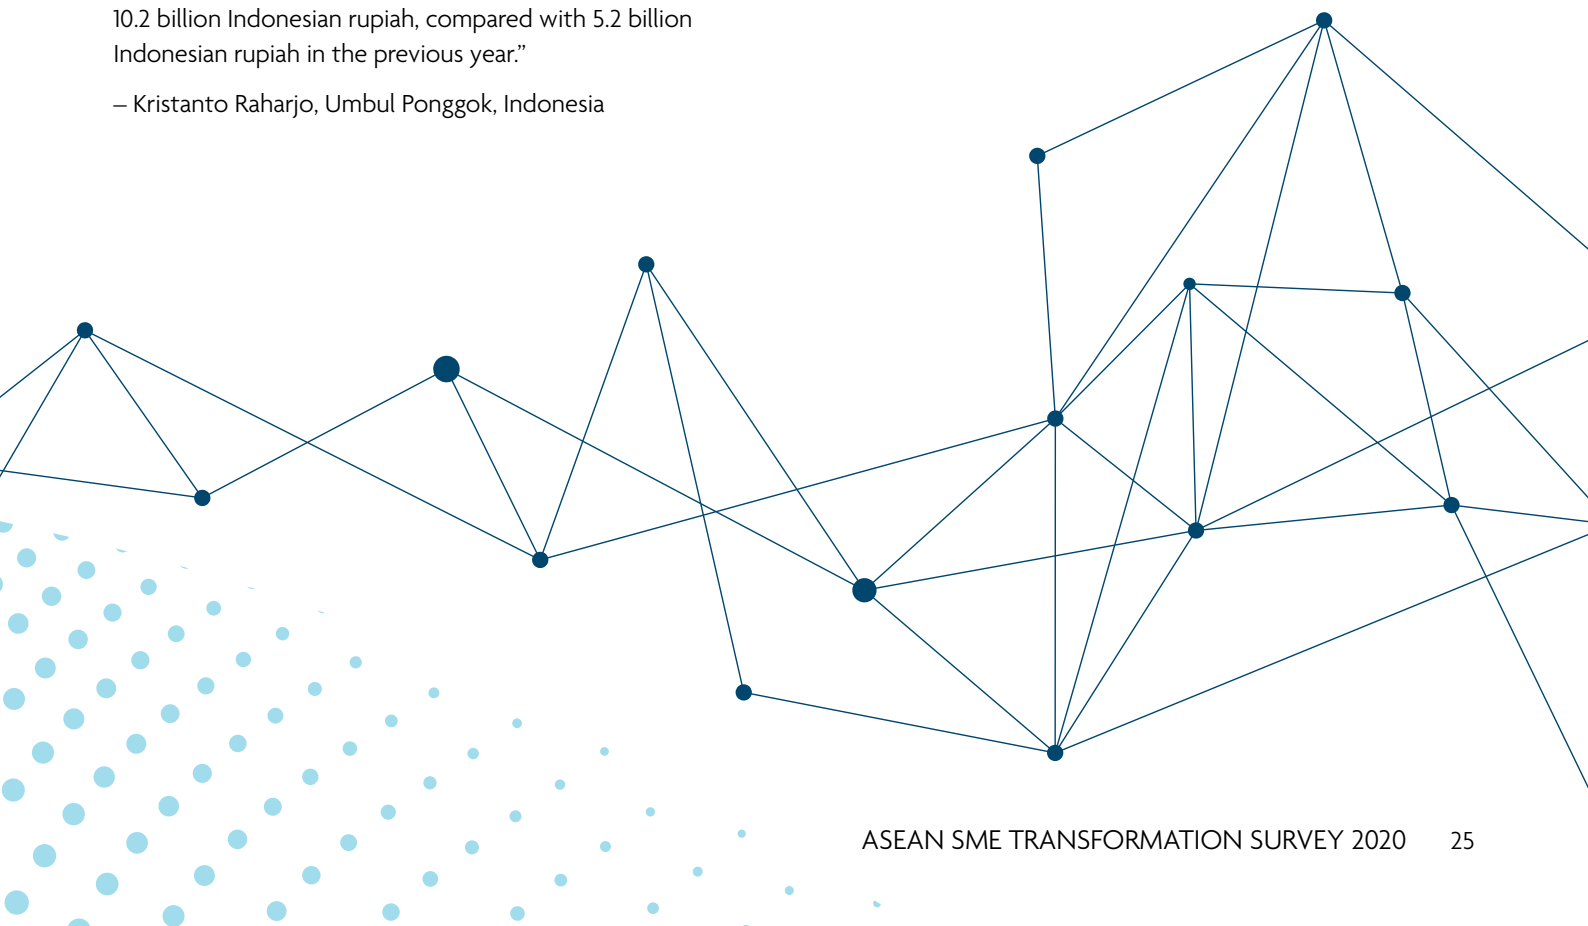 10.2 billion Indonesian rupiah, compared with 5.2 billion
Indonesian rupiah in the previous year.”
– Kristanto Raharjo, Umbul Ponggok, Indonesia
ASEAN SME TRANSFORMATION SURVEY 2020 25